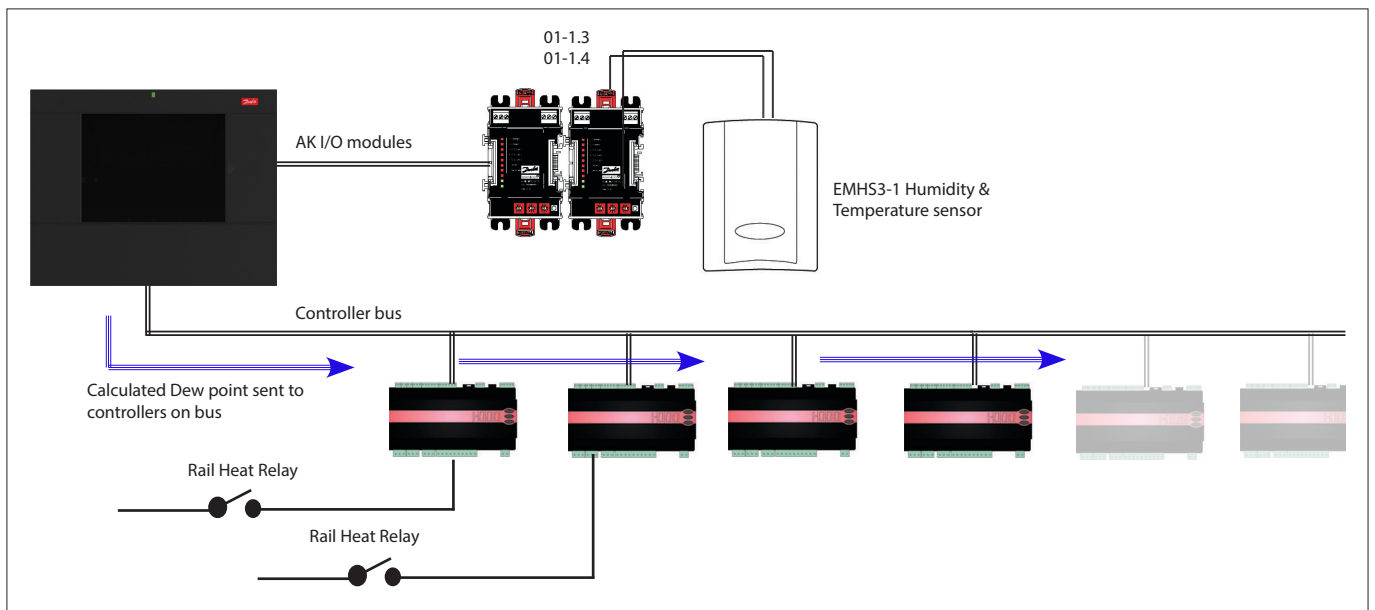 01-1.3
01-1.4
Danfoss
AK I/O modules
EMHS3-1 Humidity &
Temperature sensor
Controller bus
Calculated Dew point sent to
controllers on bus
Rail Heat Relay
Rail Heat Relay